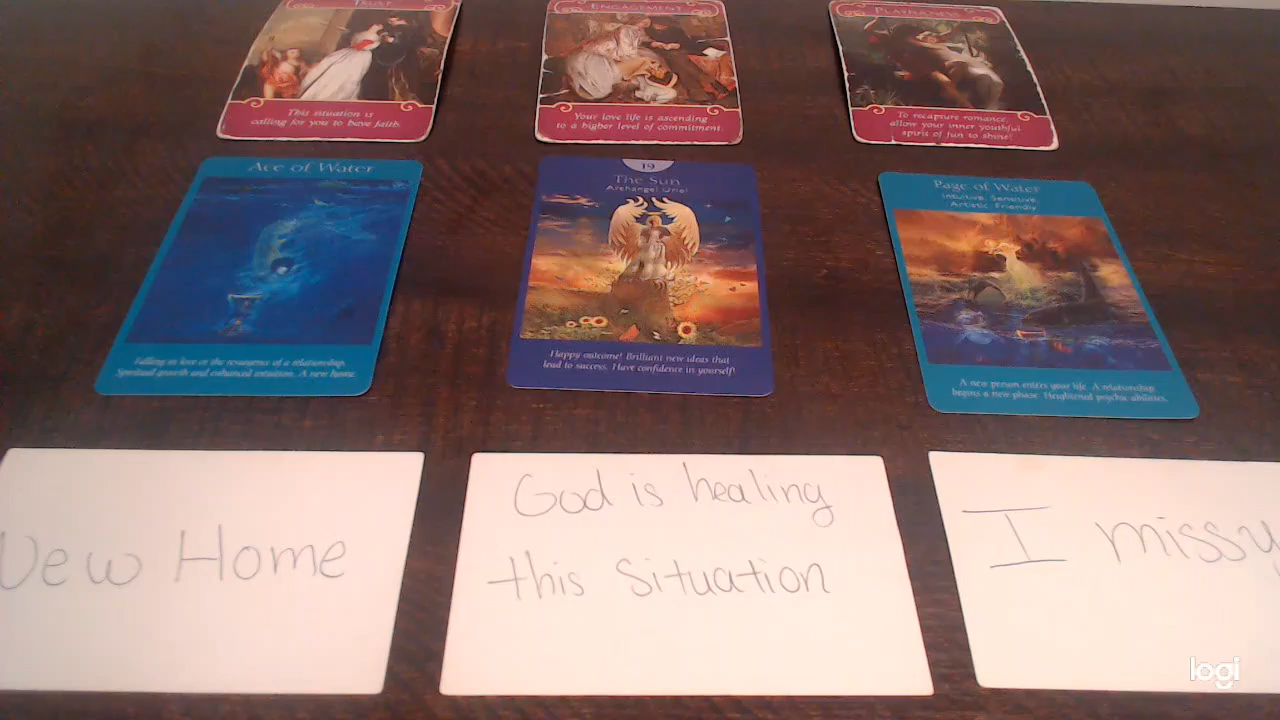 TRUST
This situation is
calling for you to have faith.
ENGAGEMENT
Your love life is ascending
to a higher level of commitment.
To recapture romance,
allow your inner youthful
spirit of fun to shine!
Ace of Water
Falling in love or the resurgence of a relationship.
Spiritual growth and enhanced intuition. A new home.
19
The Sun
Archangel Uriel
Happy outcome! Brilliant new ideas that
lead to success. Have confidence in yourself!
Page of Water
Intuitive, Sensitive,
Artistic, Friendly
A new person enters your life. A relationship
begins a new phase. Heightened psychic abilities.
New Home
God is healing
this Situation
I missy
logi